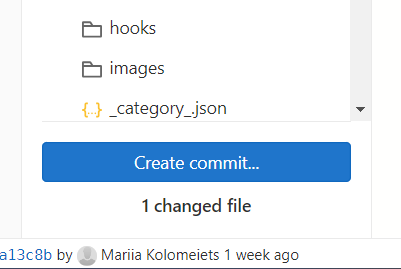 hooks
images
{..} _category_.json
Create commit...
1 changed file
a13c8b by Mariia Kolomeiets 1 week ago